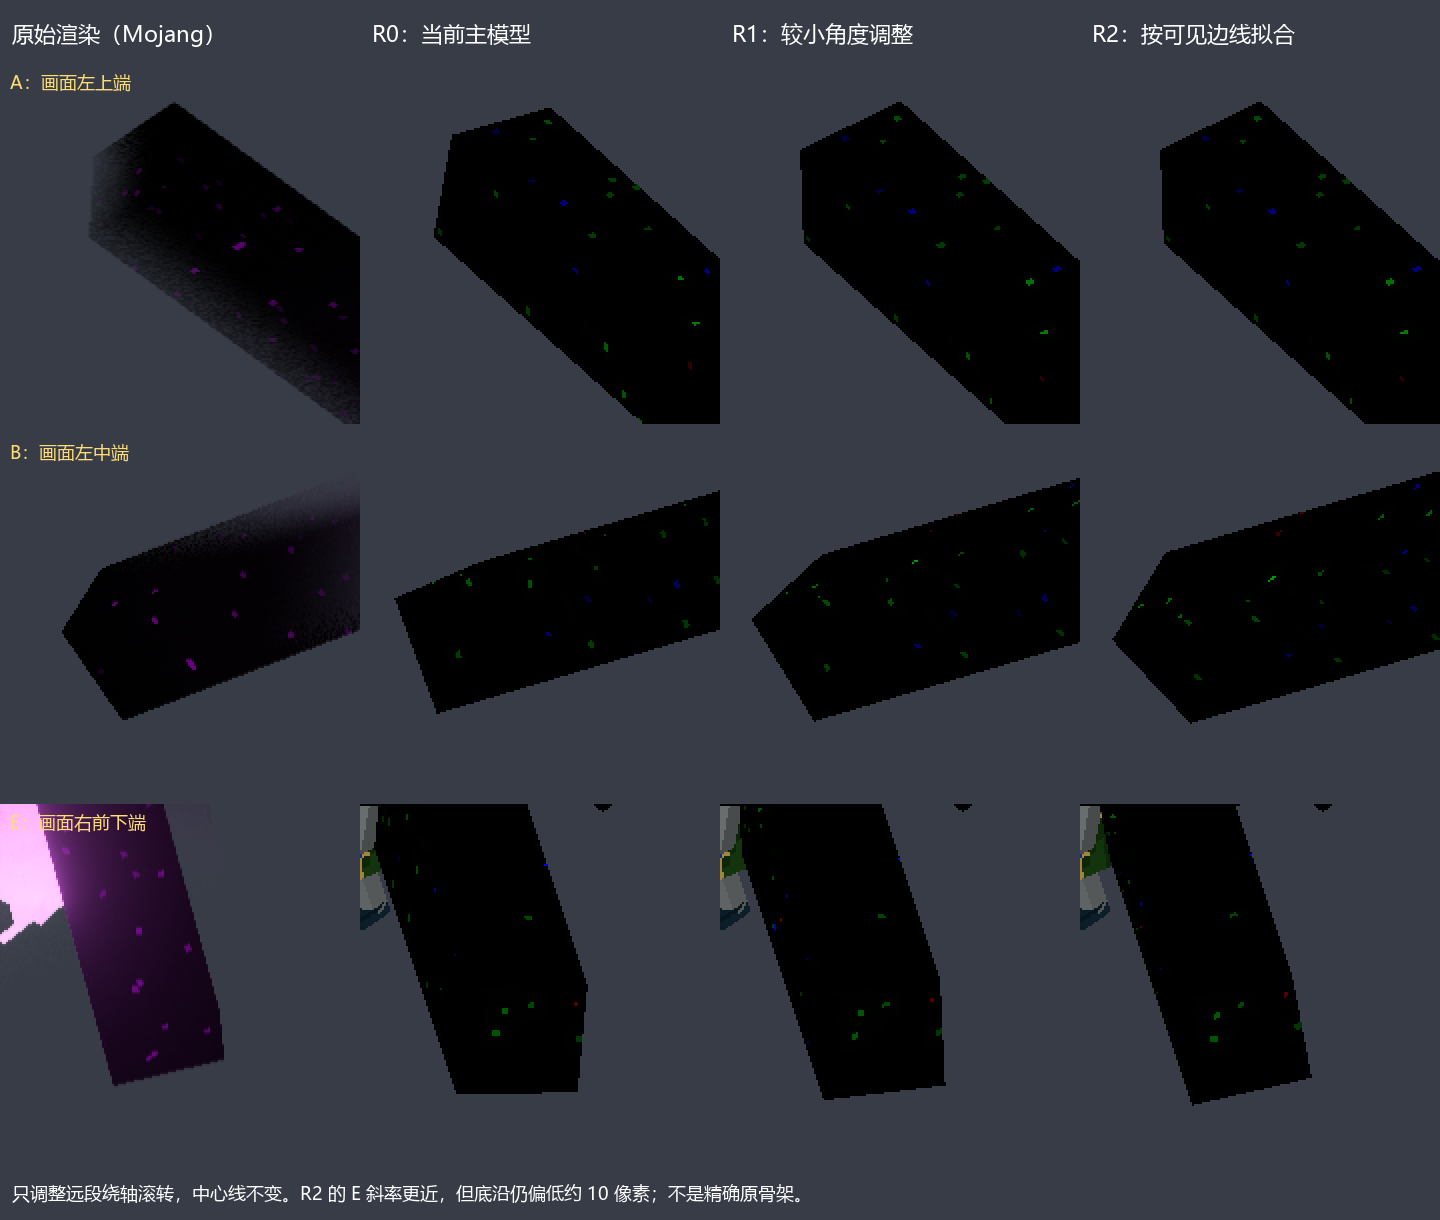 原始渲染（Mojang）
R0：当前主模型
R1：较小角度调整
R2：按可见边线拟合
A：画面左上端
B：画面左中端
E：画面右前下端
只调整远段绕轴滚转，中心线不变。R2 的 E 斜率更近，但底沿仍偏低约 10 像素；不是精确原骨架。